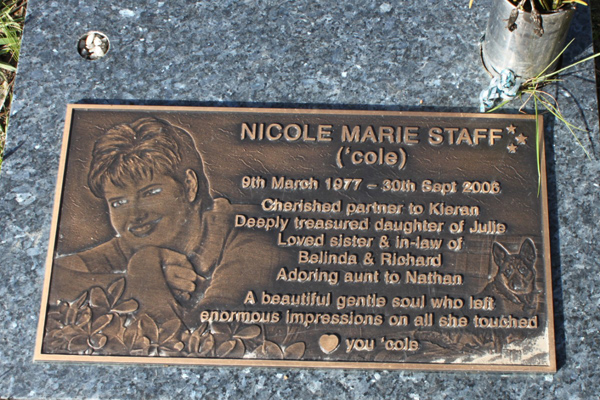 NICOLE MARIE STAFF
('cole)
9th March 1977 - 30th Sept 2005
Cherished partner to Kieran
Deeply treasured daughter of Julie
Loved sister & in-law of
Belinda & Richard
Adoring aunt to Nathan
A beautiful gentle soul who left
enormous impressions on all she touched
you 'cole